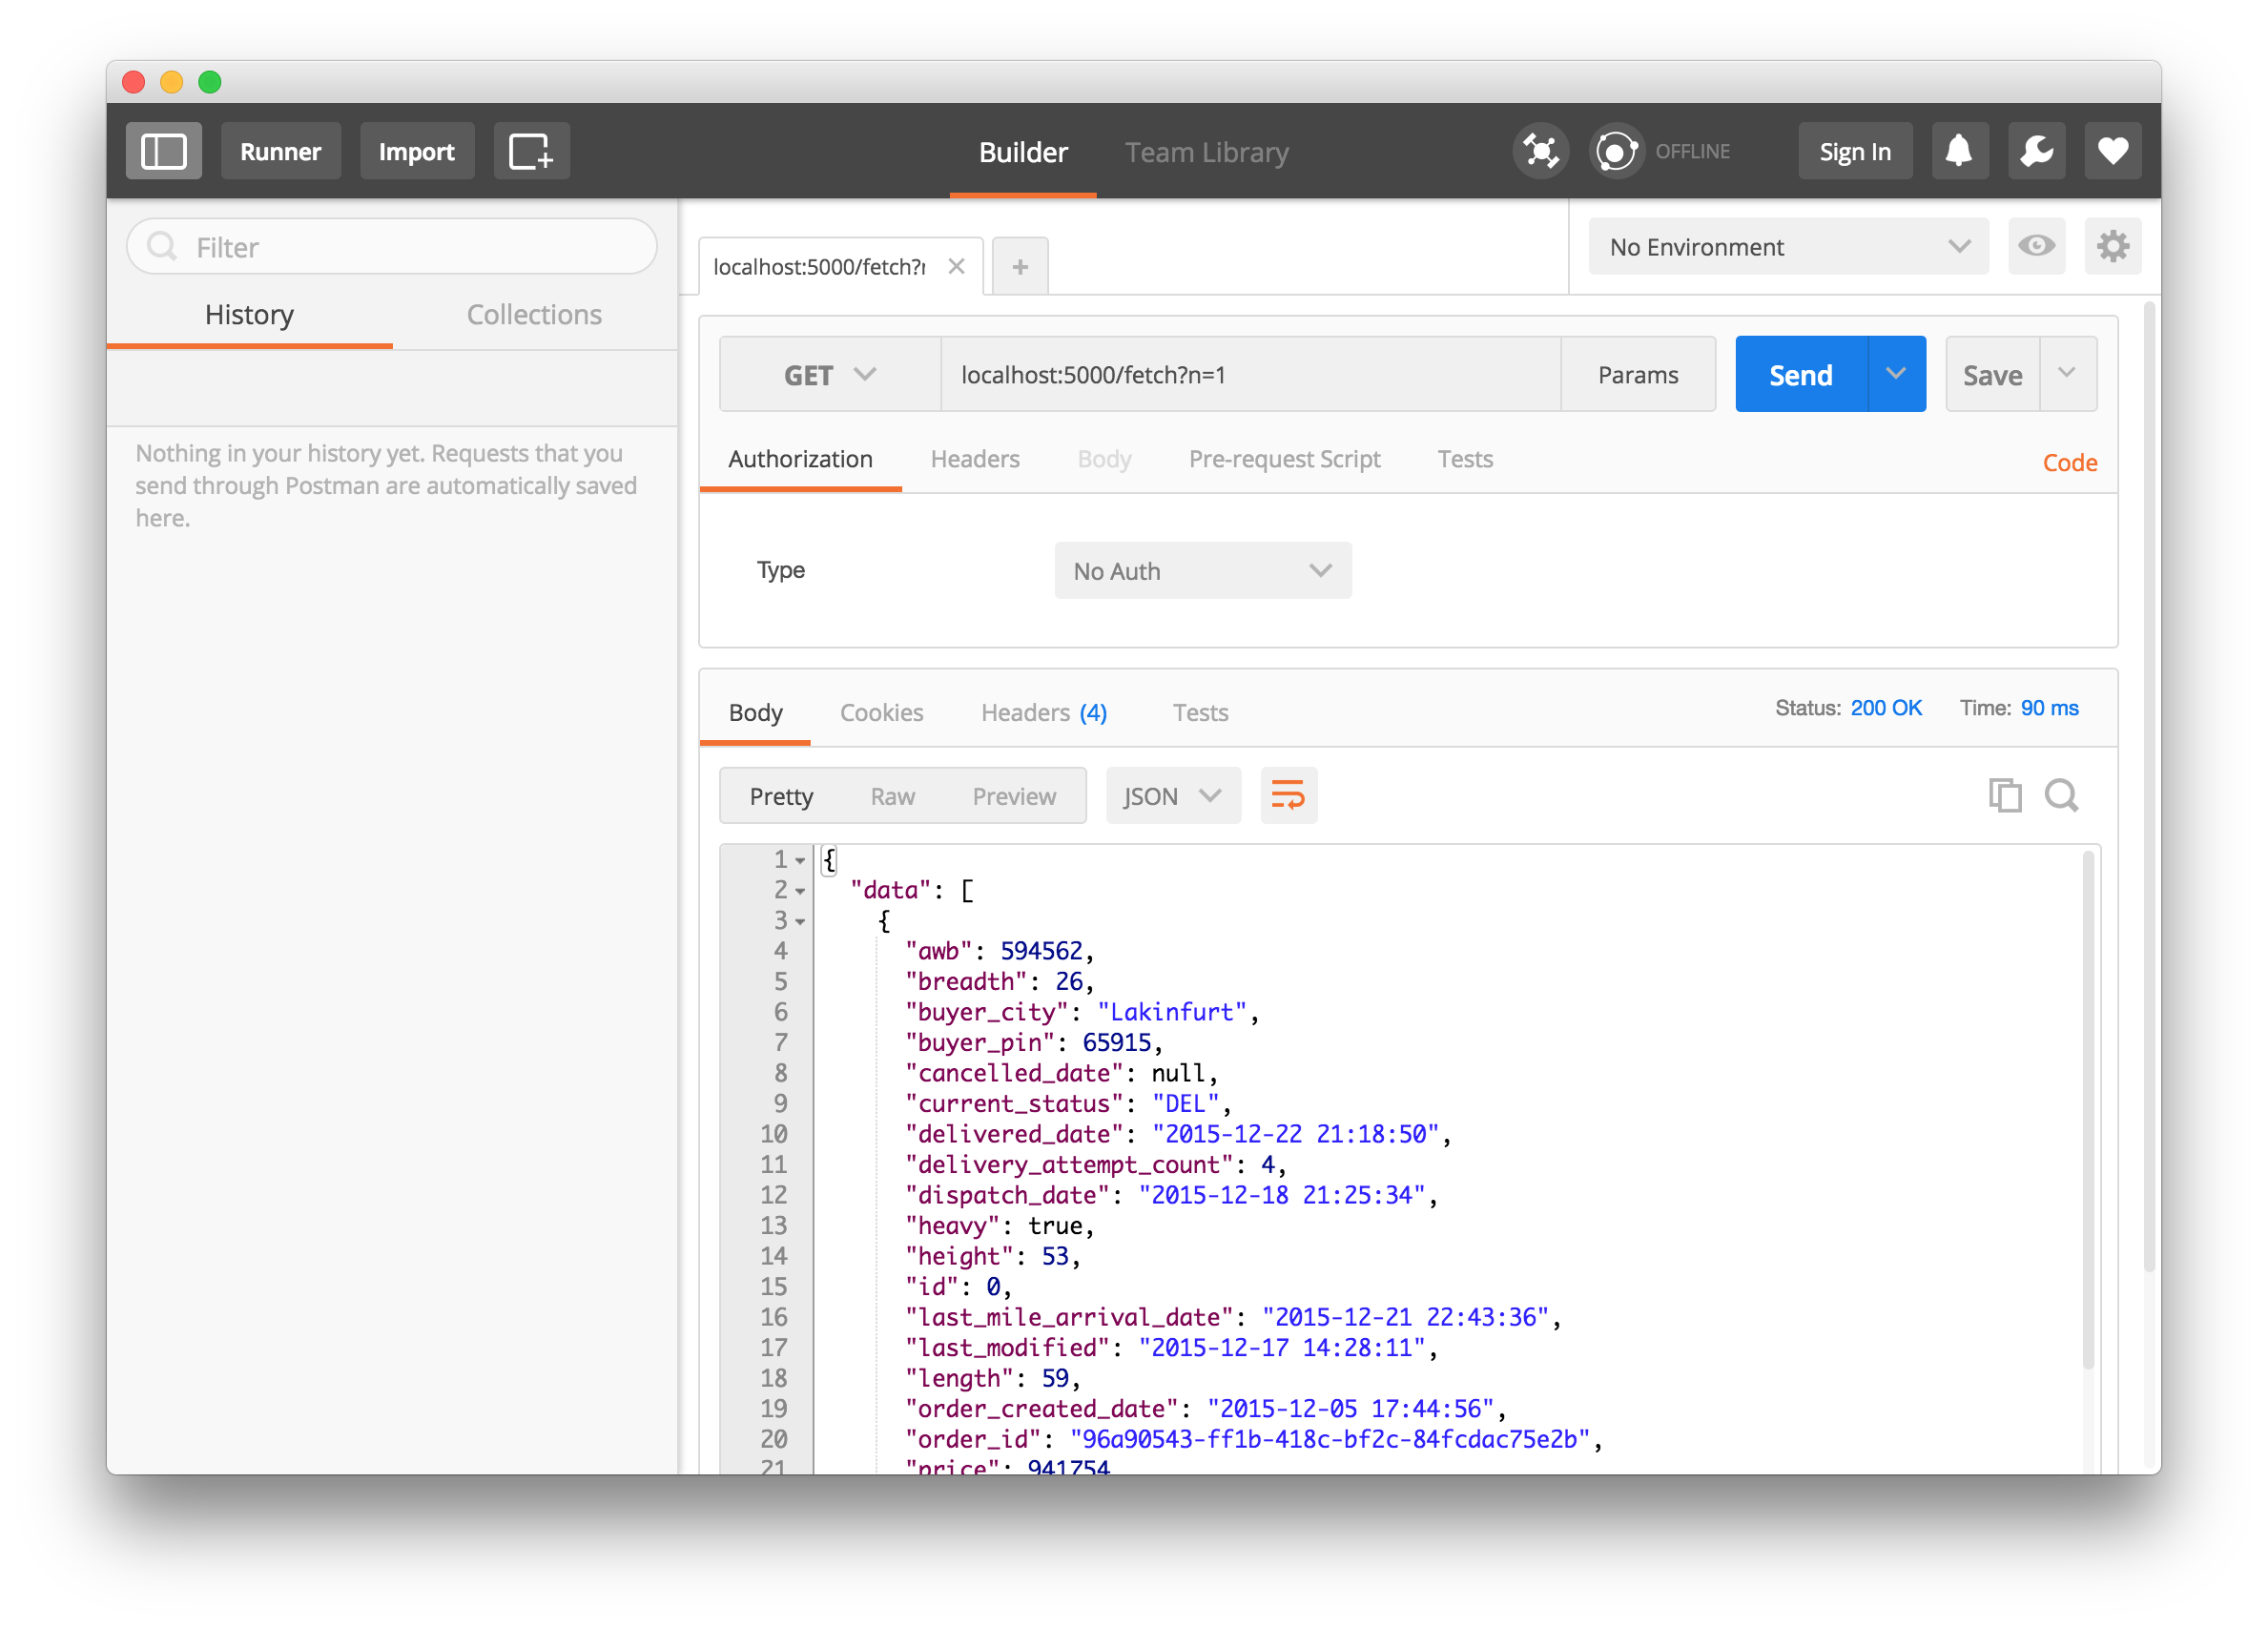 Runner Import Builder Team Library OFFLINE Sign In
Filter
History Collections
Nothing in your history yet. Requests that you
send through Postman are automatically saved
here.
localhost:5000/fetch?r
No Environment
GET localhost:5000/fetch?n=1 Params Send Save
Authorization Headers Body Pre-request Script Tests Code
Type No Auth
Body Cookies Headers (4) Tests Status: 200 OK Time: 90 ms
Pretty Raw Preview JSON
1 {
2 "data": [
3 {
4 "awb": 594562,
5 "breadth": 26,
6 "buyer_city": "Lakinfurt",
7 "buyer_pin": 65915,
8 "cancelled_date": null,
9 "current_status": "DEL",
10 "delivered_date": "2015-12-22 21:18:50",
11 "delivery_attempt_count": 4,
12 "dispatch_date": "2015-12-18 21:25:34",
13 "heavy": true,
14 "height": 53,
15 "id": 0,
16 "last_mile_arrival_date": "2015-12-21 22:43:36",
17 "last_modified": "2015-12-17 14:28:11",
18 "length": 59,
19 "order_created_date": "2015-12-05 17:44:56",
20 "order_id": "96a90543-ff1b-418c-bf2c-84fcdac75e2b",
21 "price": 941754